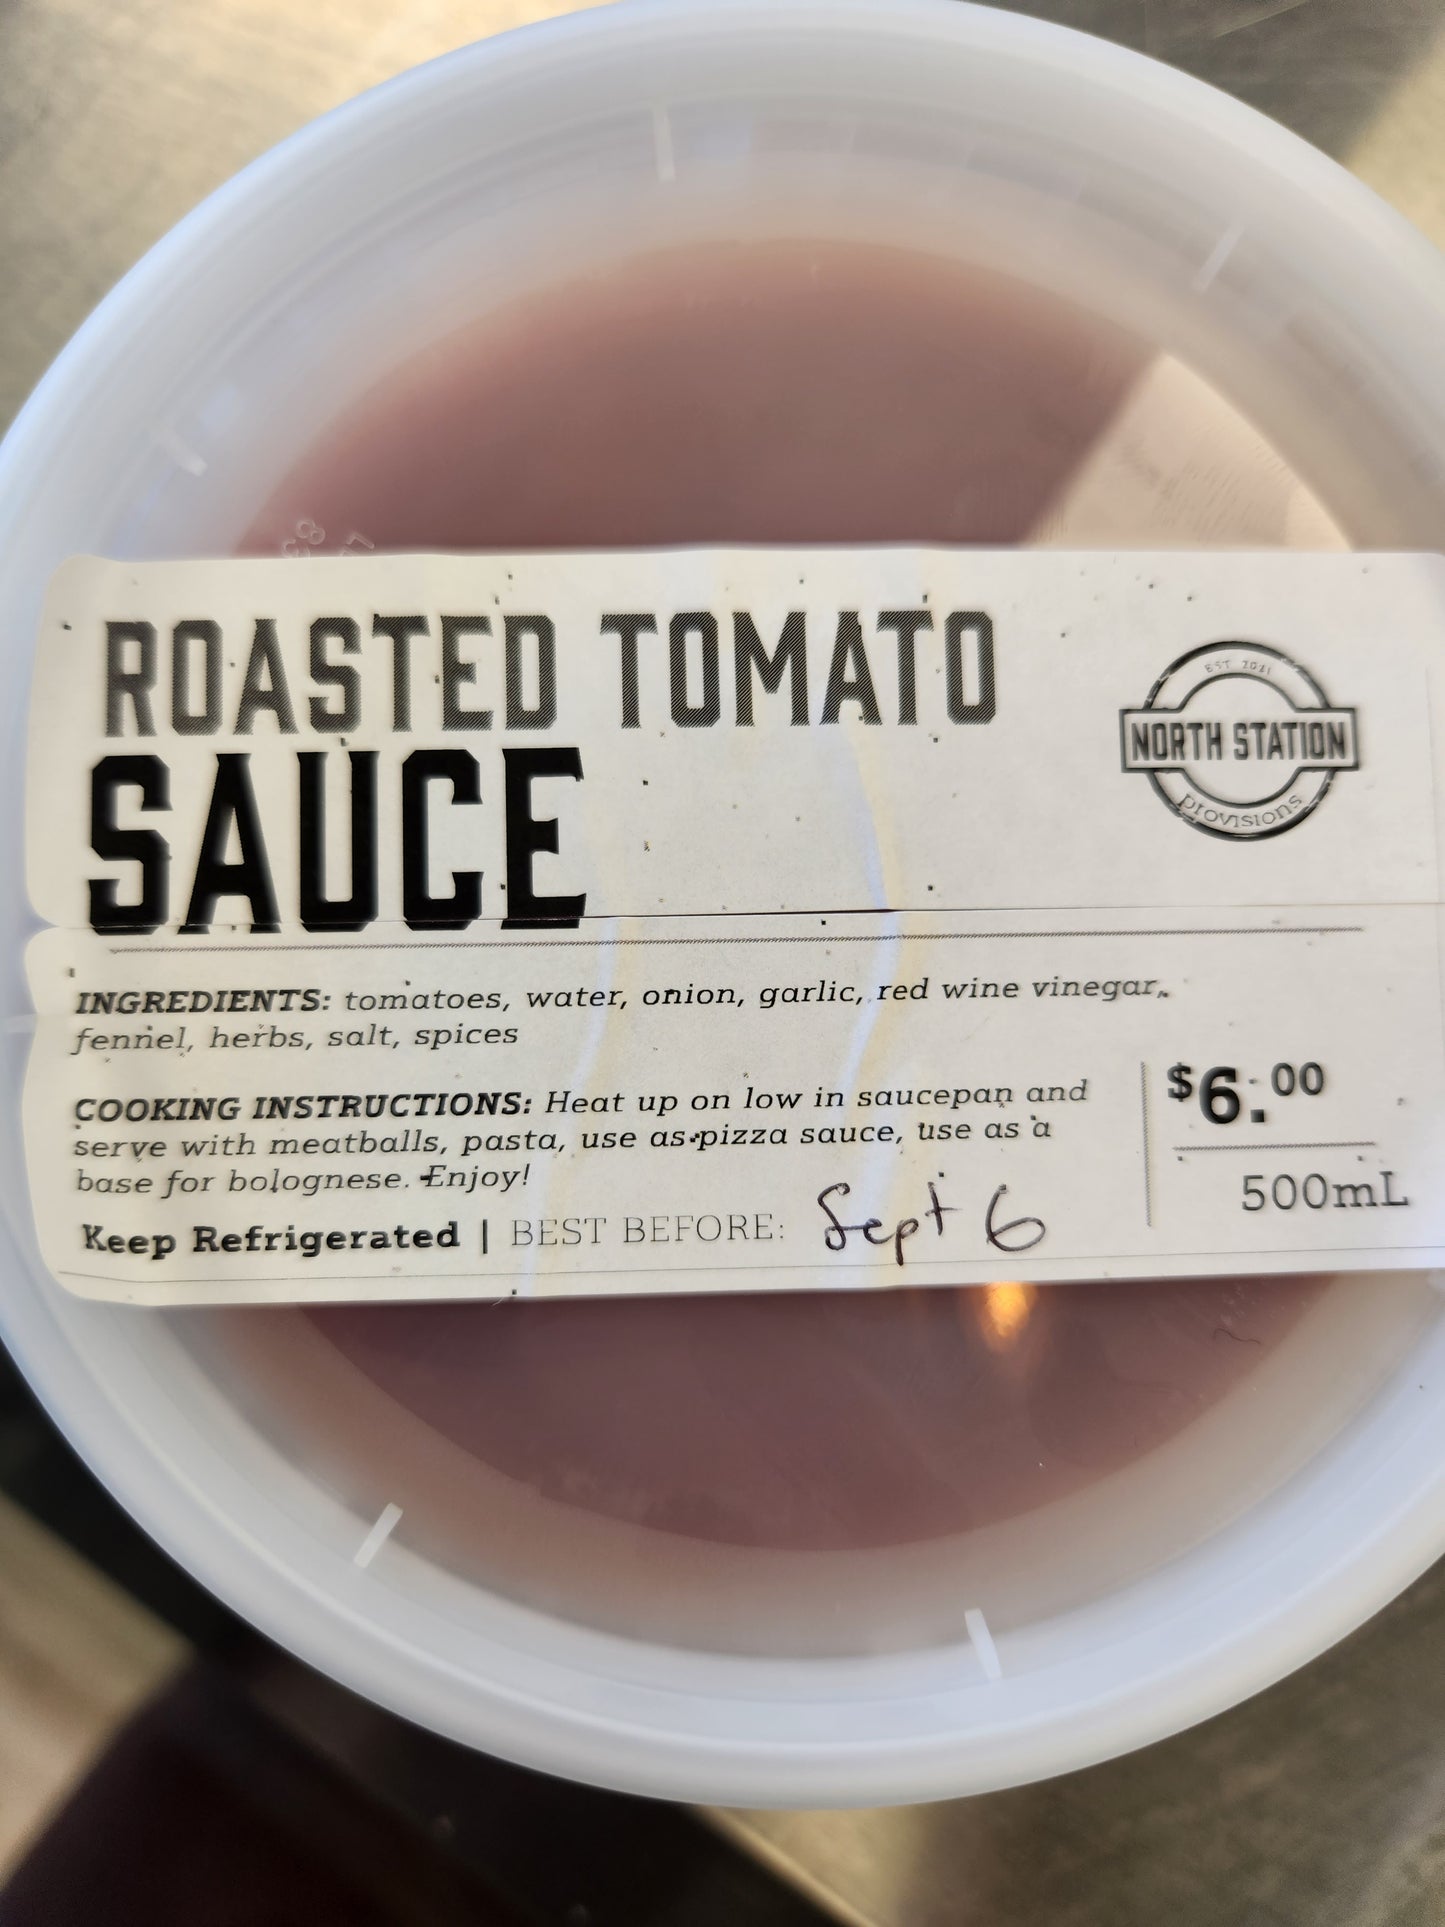 ROASTED TOMATO
SAUCE
EST 2021
NORTH STATION
provisions
INGREDIENTS: tomatoes, water, onion, garlic, red wine vinegar,
fennel, herbs, salt, spices
COOKING INSTRUCTIONS: Heat up on low in saucepan and
serve with meatballs, pasta, use as pizza sauce, use as a
base for bolognese. Enjoy!
Keep Refrigerated | BEST BEFORE: Sept 6
$6.00
500mL